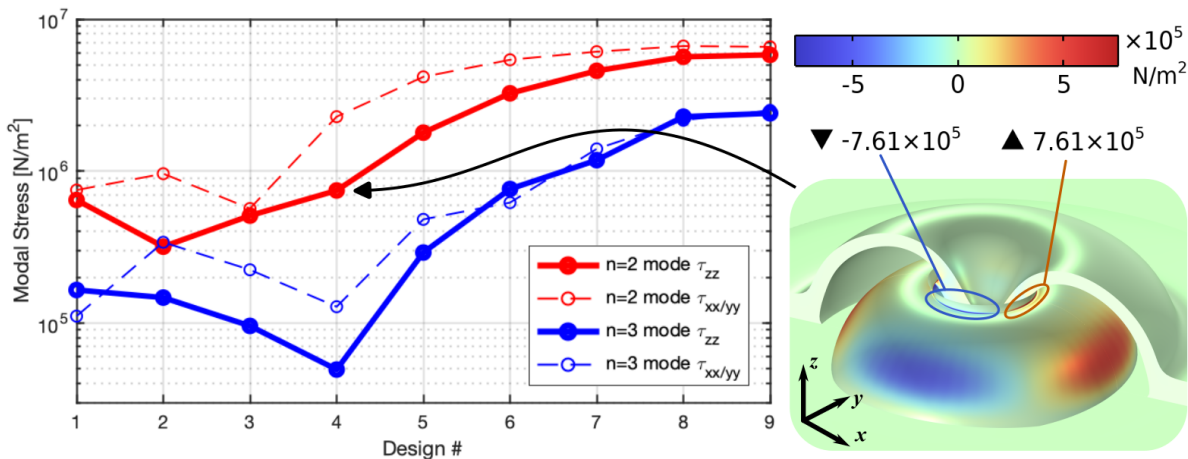 10^7
10^6
10^5
Modal Stress [N/m^2]
1 2 3 4 5 6 7 8 9
Design #
n=2 mode τ_zz
n=2 mode τ_xx/yy
n=3 mode τ_zz
n=3 mode τ_xx/yy
×10^5
-5 0 5 N/m^2
▼ -7.61×10^5 ▲ 7.61×10^5
z
y
x